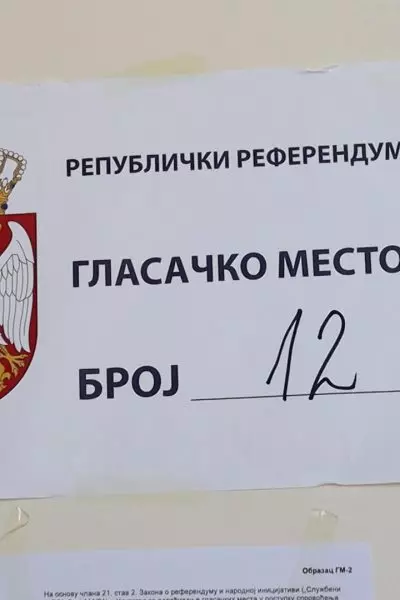 РЕПУБЛИЧКИ РЕФЕРЕНДУМ
ГЛАСАЧКО МЕСТО
БРОЈ 12
Образац ГМ-2
На основу члана 21. став 2. Закона о референдуму и народној иницијативи („Службени